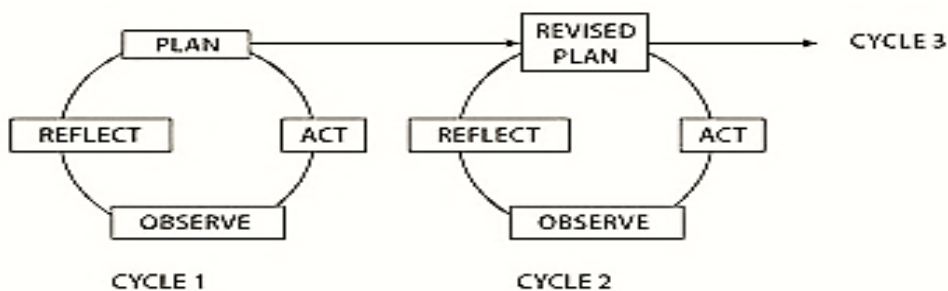 PLAN
REVISED
PLAN
CYCLE 3
REFLECT
ACT
REFLECT
ACT
OBSERVE
OBSERVE
CYCLE 1
CYCLE 2